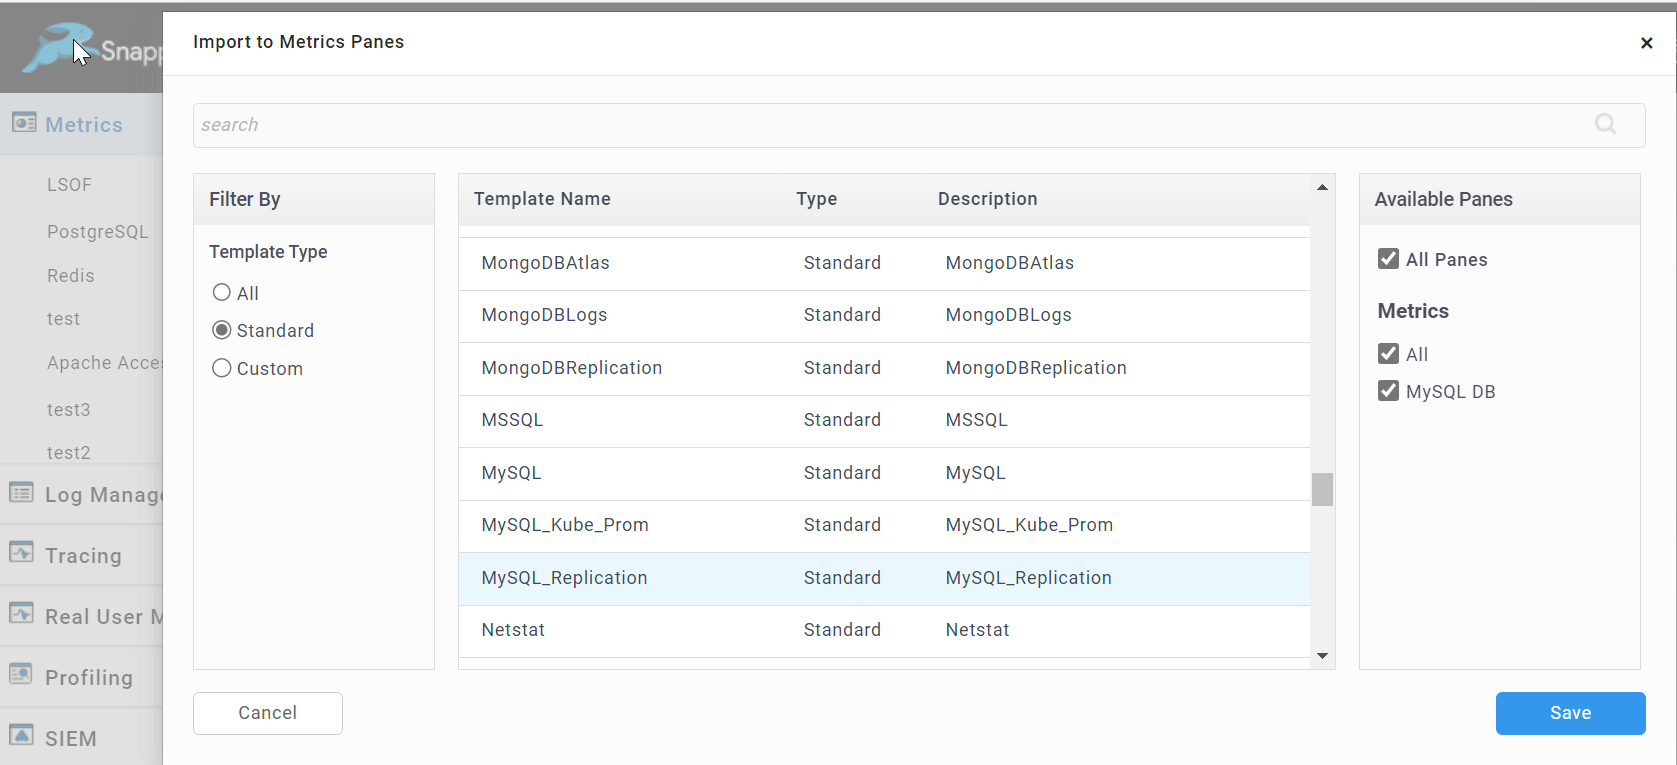 Snapp
Import to Metrics Panes
×
search
Metrics
LSOF
PostgreSQL
Redis
test
Apache Acces
test3
test2
Log Manage
Tracing
Real User M
Profiling
SIEM
Filter By
Template Type
All
Standard
Custom
Template Name Type Description
MongoDBAtlas Standard MongoDBAtlas
MongoDBLogs Standard MongoDBLogs
MongoDBReplication Standard MongoDBReplication
MSSQL Standard MSSQL
MySQL Standard MySQL
MySQL_Kube_Prom Standard MySQL_Kube_Prom
MySQL_Replication Standard MySQL_Replication
Netstat Standard Netstat
Available Panes
All Panes
Metrics
All
MySQL DB
Cancel
Save